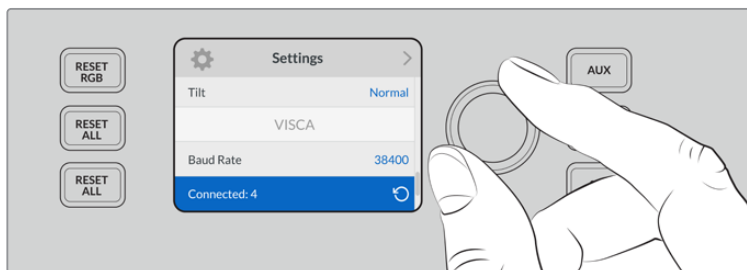 RESET
RGB
RESET
ALL
RESET
ALL
Settings
Tilt Normal
VISCA
Baud Rate 38400
Connected: 4
AUX